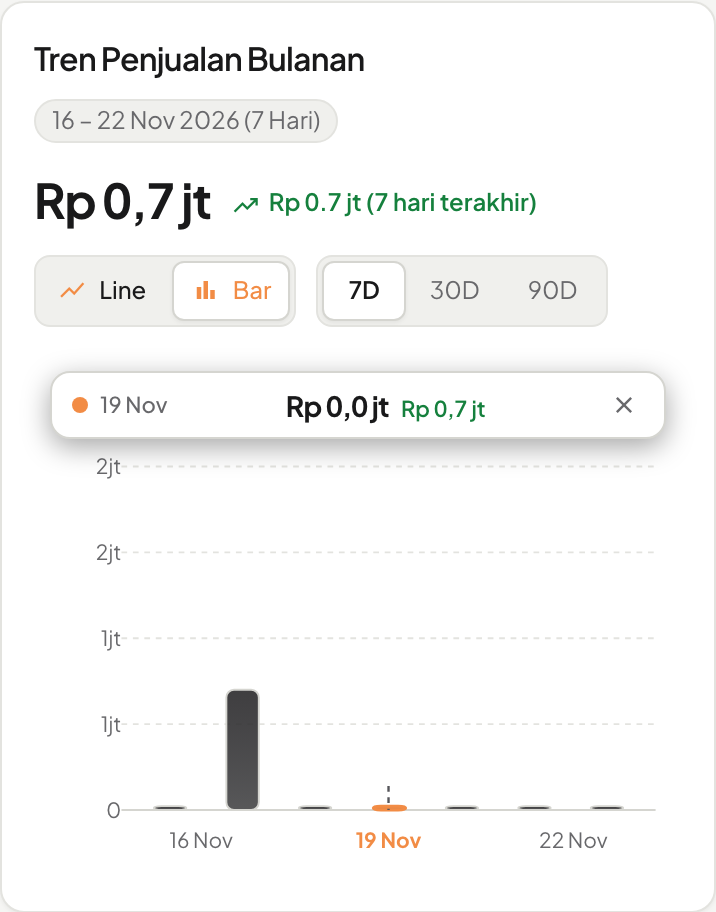 Tren Penjualan Bulanan
16 – 22 Nov 2026 (7 Hari)
Rp 0,7 jt Rp 0.7 jt (7 hari terakhir)
Line Bar 7D 30D 90D
19 Nov Rp 0,0 jt Rp 0,7 jt
2jt
2jt
1jt
1jt
0
16 Nov 19 Nov 22 Nov